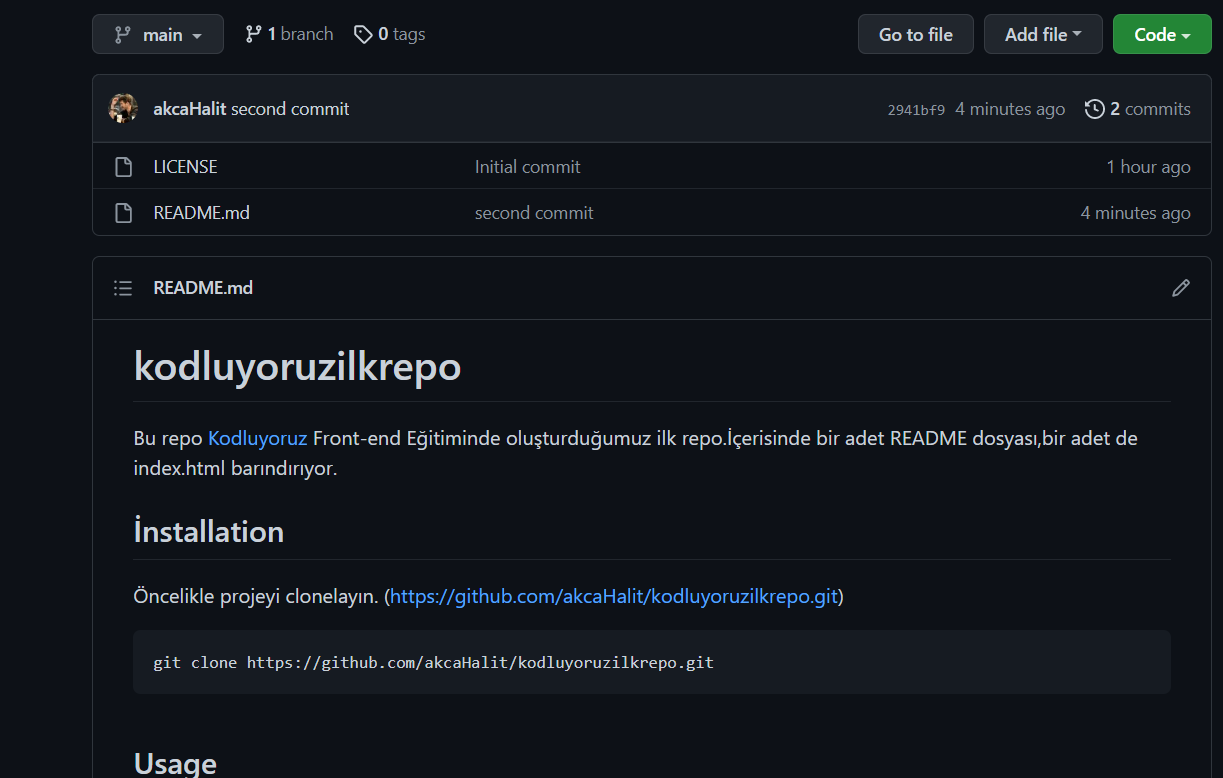 main 1 branch 0 tags Go to file Add file Code
akcaHalit second commit 2941bf9 4 minutes ago 2 commits
LICENSE Initial commit 1 hour ago
README.md second commit 4 minutes ago
README.md
kodluyoruzilkrepo
Bu repo Kodluyoruz Front-end Eğitiminde oluşturduğumuz ilk repo.İçerisinde bir adet README dosyası,bir adet de
index.html barındırıyor.
İnstallation
Öncelikle projeyi clonelayın. (https://github.com/akcaHalit/kodluyoruzilkrepo.git)
git clone https://github.com/akcaHalit/kodluyoruzilkrepo.git
Usage